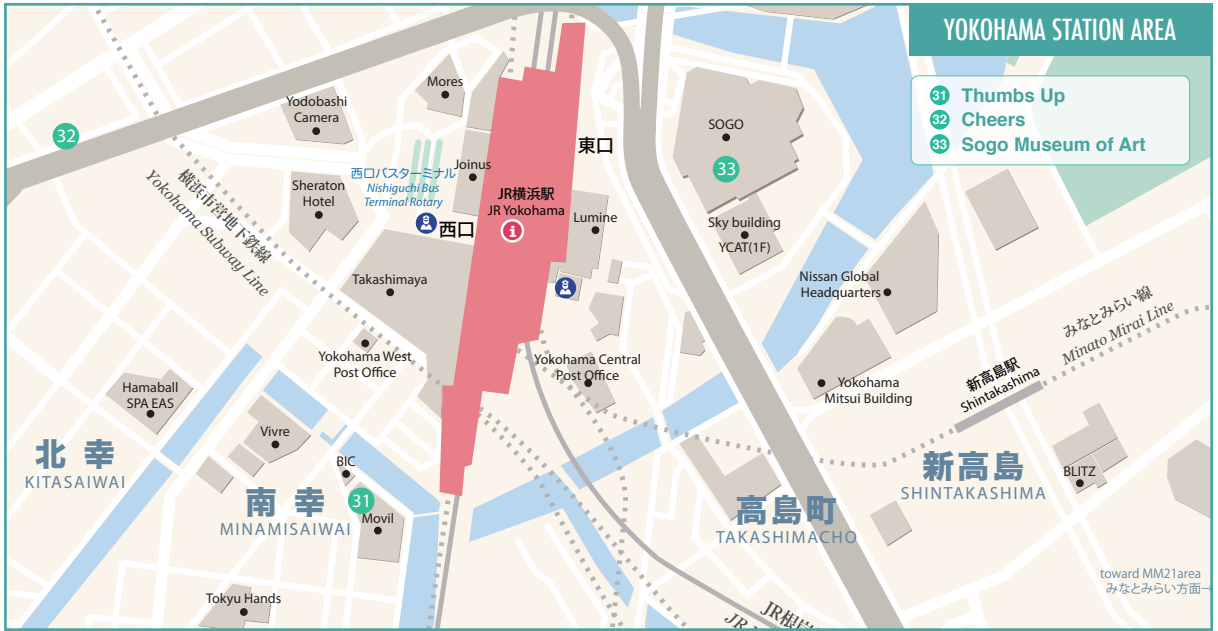 YOKOHAMA STATION AREA
31 Thumbs Up
32 Cheers
33 Sogo Museum of Art
Mores
Yodobashi
Camera
SOGO
33
32
東口
Joinus
西口バスターミナル
Nishiguchi Bus
Terminal Rotary
横浜市営地下鉄線
Yokohama Subway Line
Sheraton
Hotel
JR横浜駅
JR Yokohama
i
西口
Lumine
Sky building
YCAT(1F)
Takashimaya
Nissan Global
Headquarters
みなとみらい線
Minato Mirai Line
Yokohama West
Post Office
Yokohama Central
Post Office
Yokohama
Mitsui Building
新高島駅
Shintakashima
Hamaball
SPA EAS
Vivre
北幸
KITASAIWAI
BIC
31
Movil
南幸
MINAMISAIWAI
新高島
SHINTAKASHIMA
BLITZ
高島町
TAKASHIMACHO
toward MM21area
みなとみらい方面→
Tokyu Hands
JR根岸